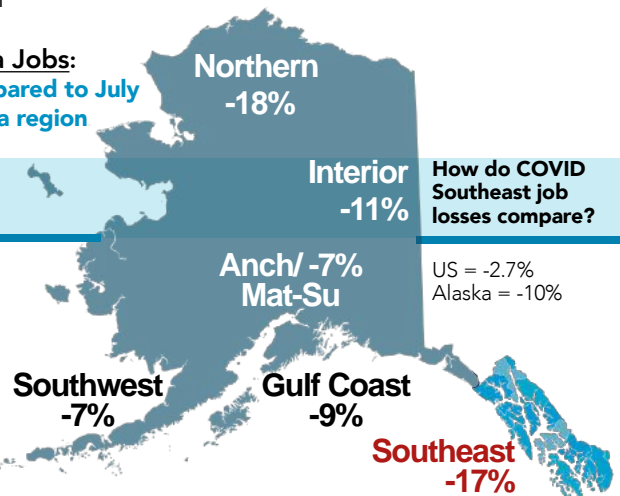 Jobs:
to July
region
Northern
-18%
Interior
-11%
How do COVID
Southeast job
losses compare?
Anch/ -7%
Mat-Su
US = -2.7%
Alaska = -10%
Southwest
-7%
Gulf Coast
-9%
Southeast
-17%